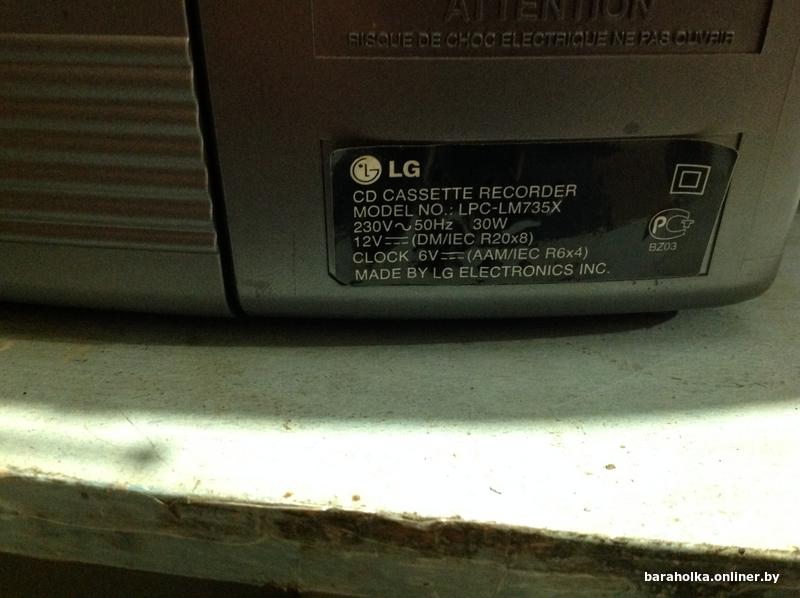 ATTENTION
RISQUE DE CHOC ELECTRIQUE NE PAS OUVRIR
LG
CD CASSETTE RECORDER
MODEL NO.: LPC-LM735X
230V~50Hz 30W
12V⎓(DM/IEC R20x8)
CLOCK 6V⎓(AAM/IEC R6x4)
MADE BY LG ELECTRONICS INC.
PCT
BZ03
baraholka.onliner.by